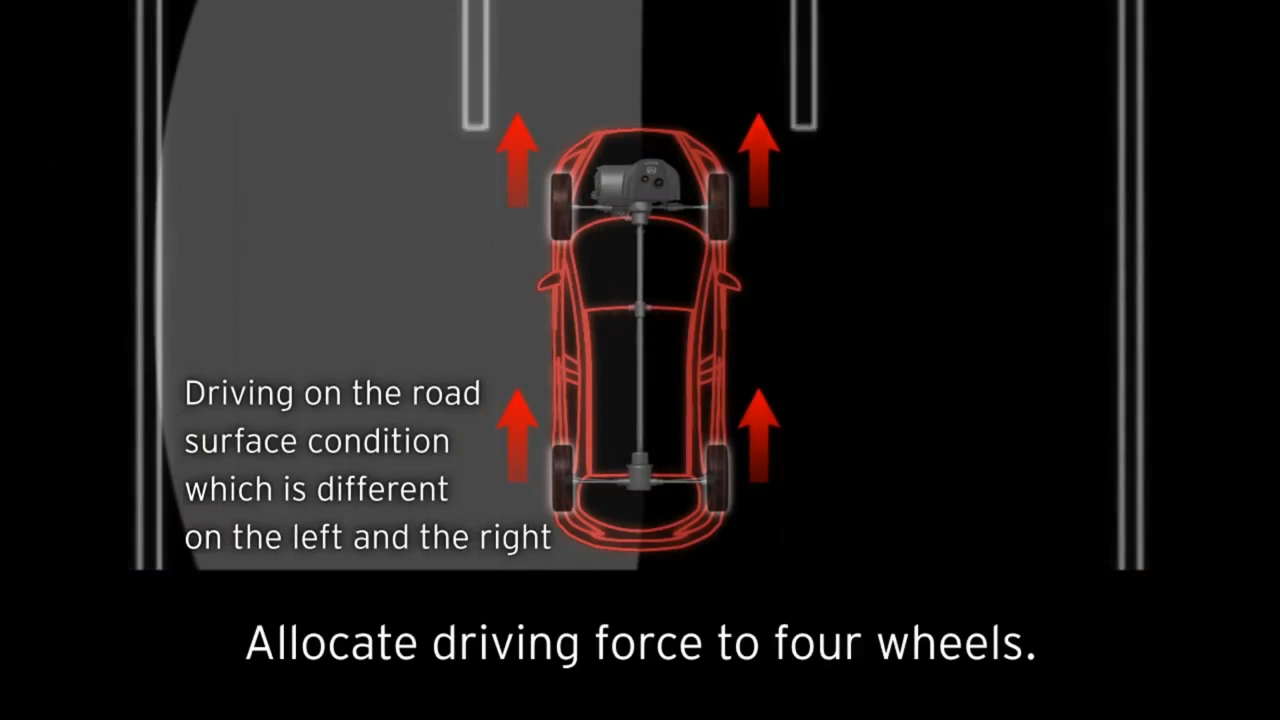 Driving on the road
surface condition
which is different
on the left and the right
Allocate driving force to four wheels.